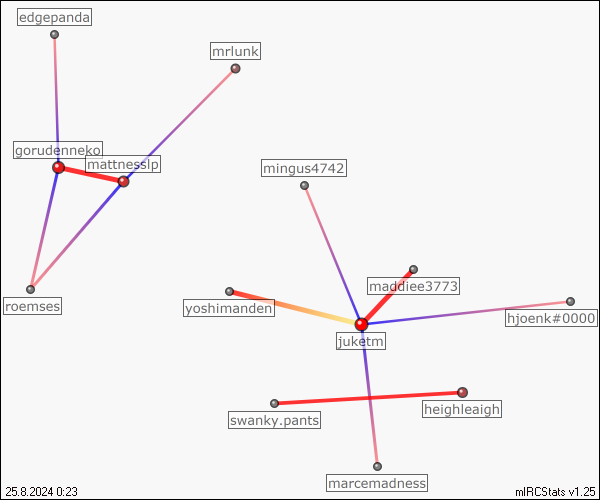 edgepanda
mrlunk
gorudenneko
mattnesslp
mingus4742
maddiee3773
roemses
yoshimanden
hjoenk#0000
juketm
heighleaigh
swanky.pants
marcemadness
25.8.2024 0:23
mIRCStats v1.25